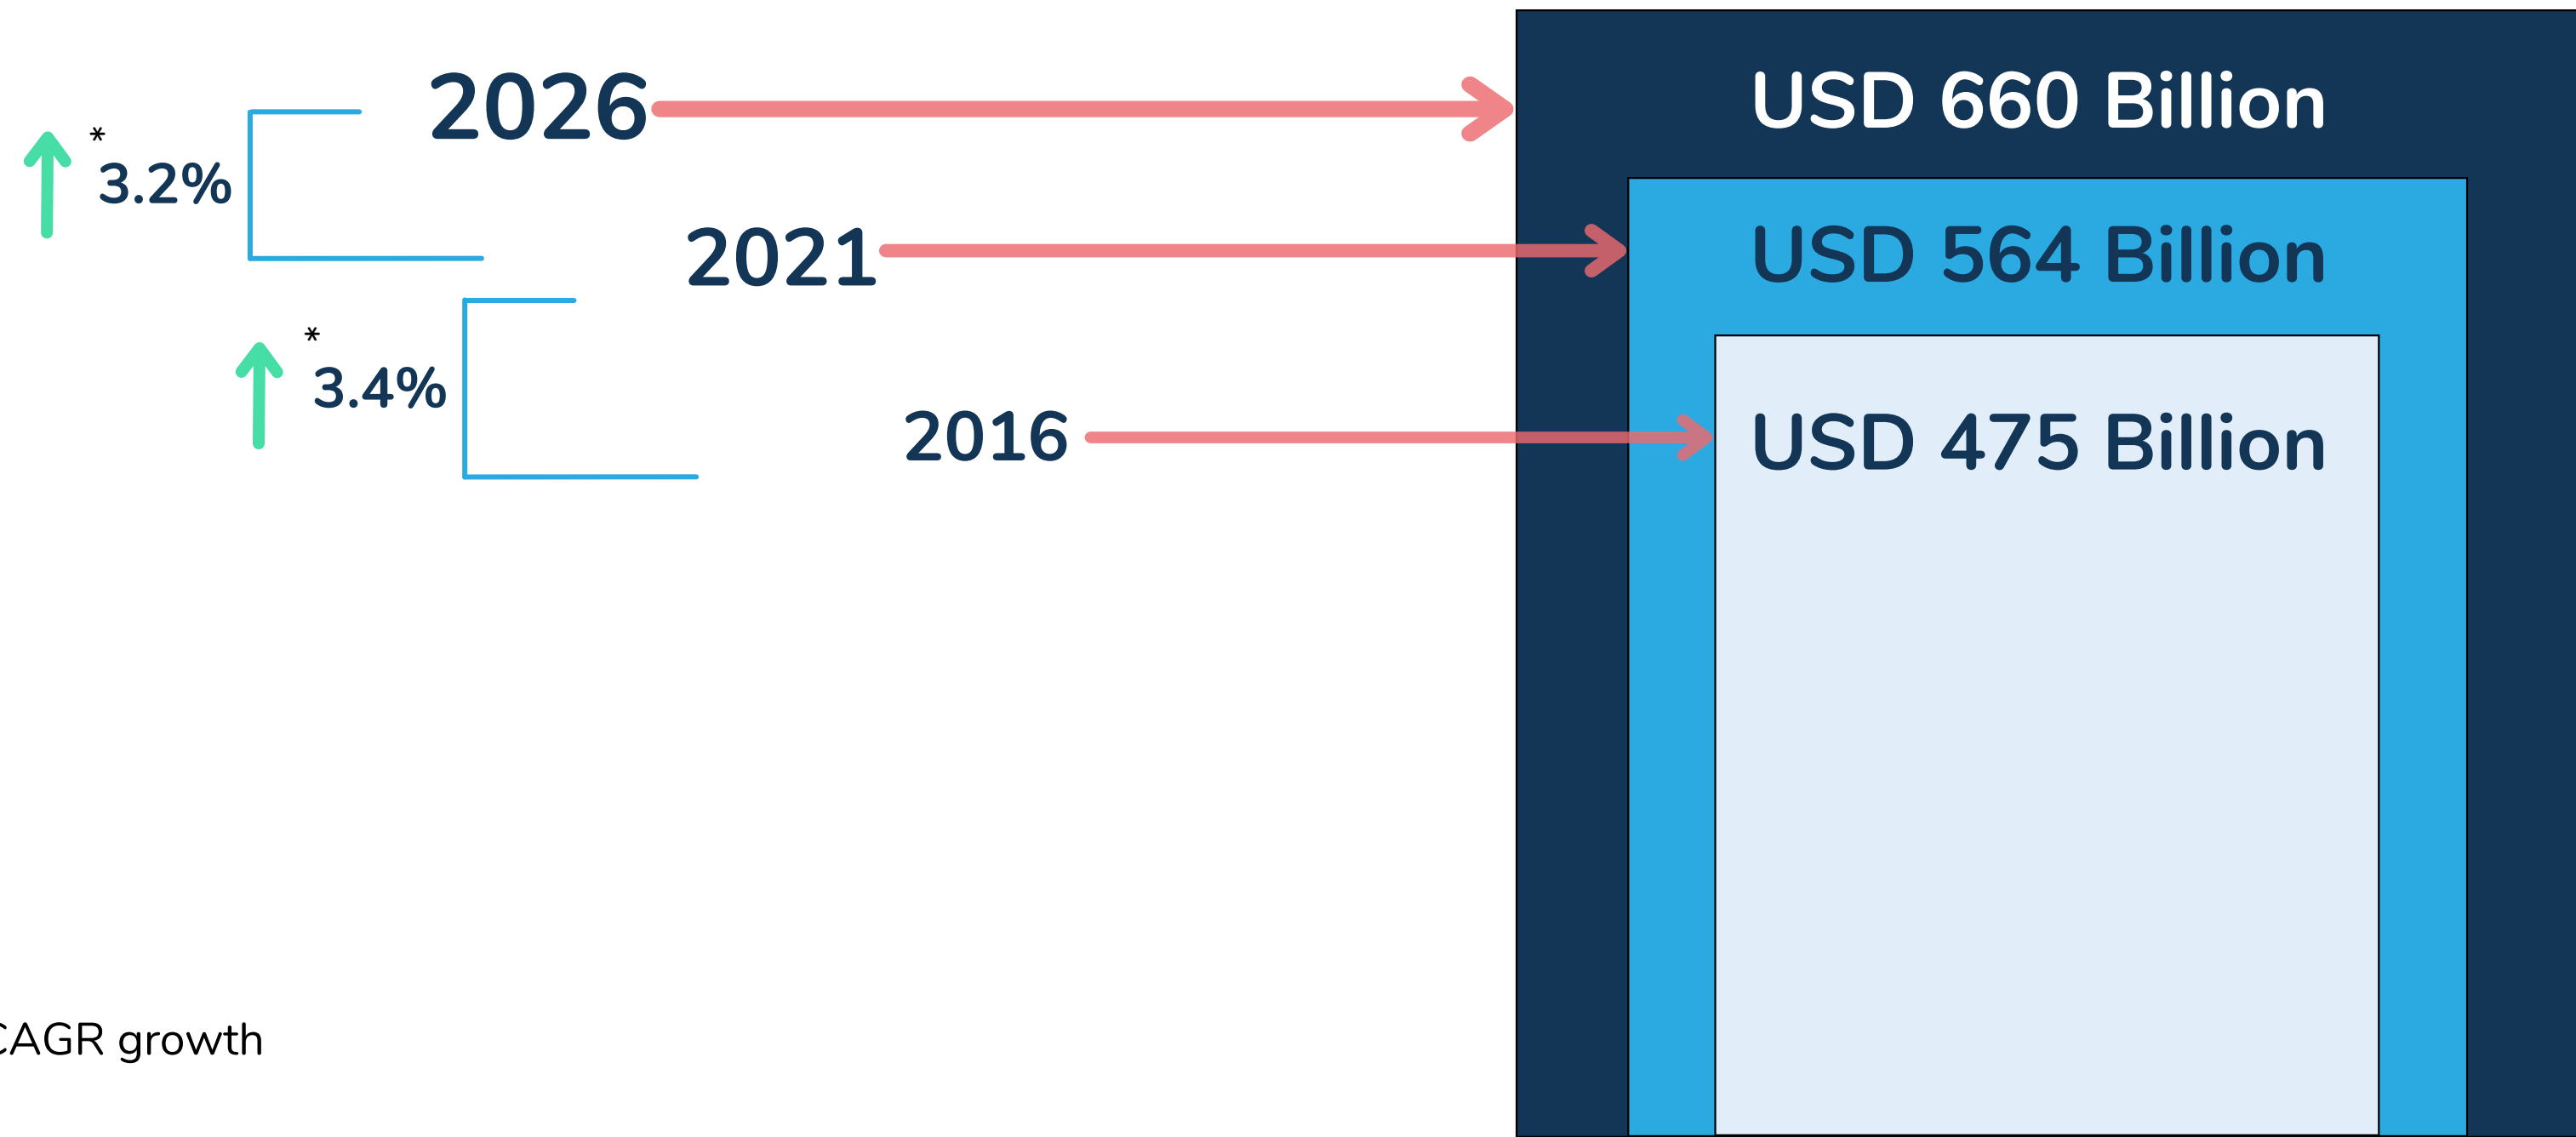 2026
USD 660 Billion
*
3.2%
2021
USD 564 Billion
*
3.4%
2016
USD 475 Billion
CAGR growth